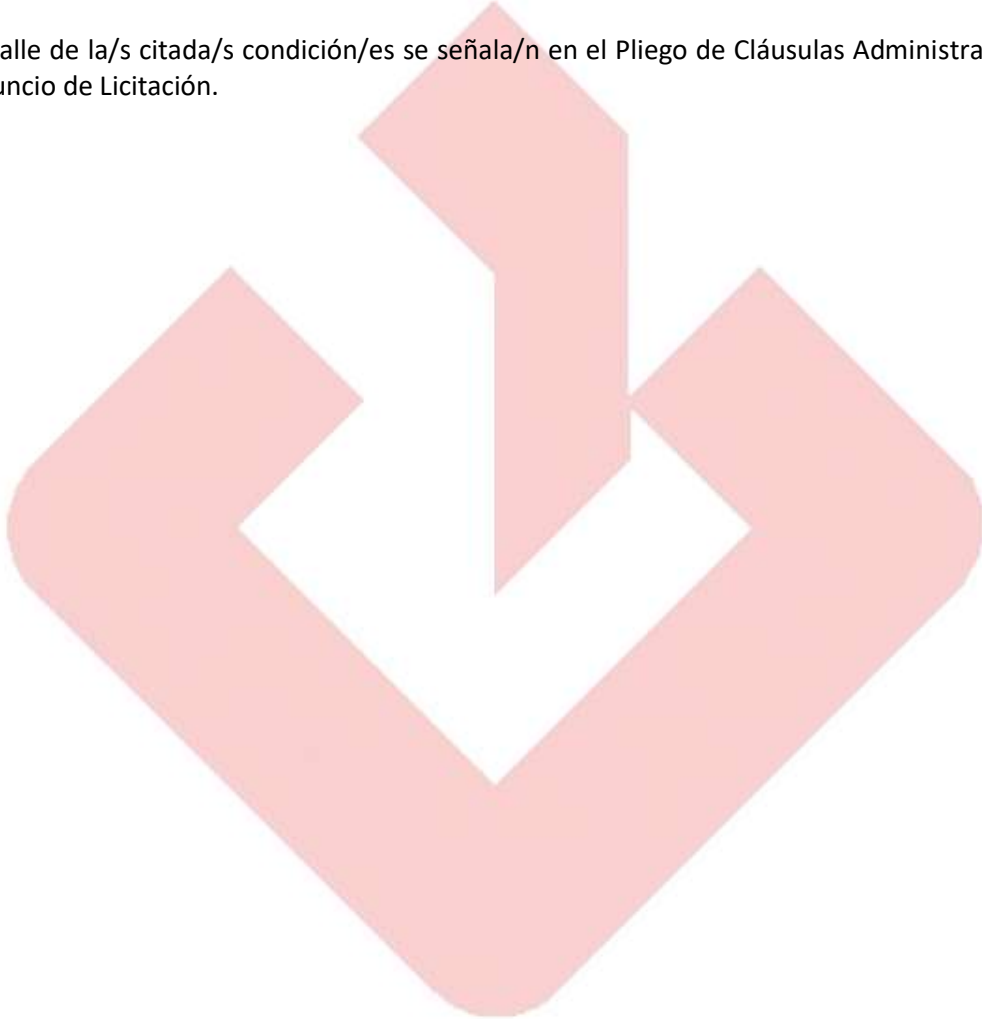 alle de la/s citada/s condición/es se señala/n en el Pliego de Cláusulas Administra
uncio de Licitación.